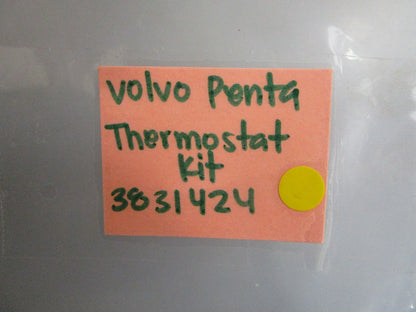 Volvo Penta
Thermostat
Kit
3831424